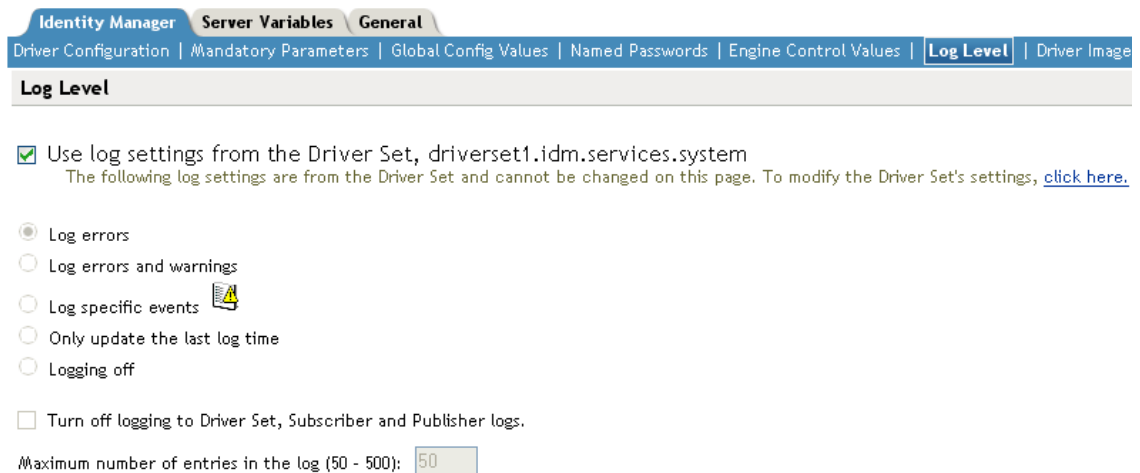 Identity Manager Server Variables General
Driver Configuration | Mandatory Parameters | Global Config Values | Named Passwords | Engine Control Values | Log Level | Driver Image
Log Level
Use log settings from the Driver Set, driverset1.idm.services.system
The following log settings are from the Driver Set and cannot be changed on this page. To modify the Driver Set's settings, click here.
Log errors
Log errors and warnings
Log specific events
Only update the last log time
Logging off
Turn off logging to Driver Set, Subscriber and Publisher logs.
Maximum number of entries in the log (50 - 500): 50